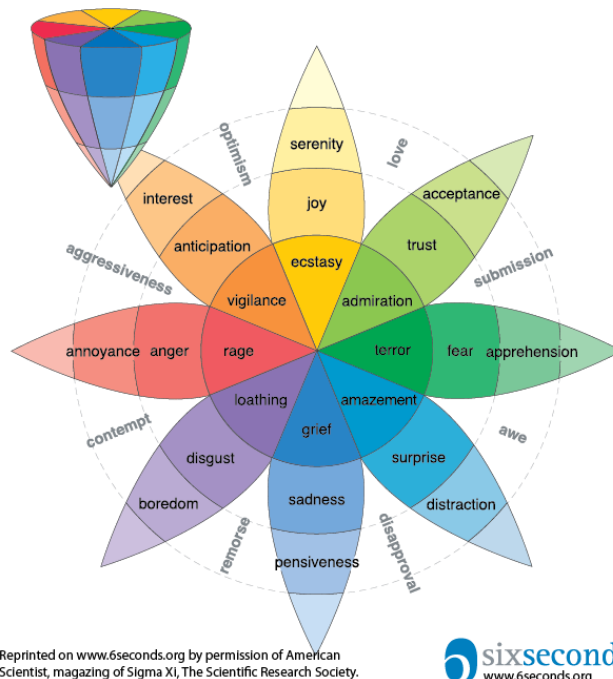 optimism
serenity
love
interest
joy
acceptance
anticipation
trust
aggressiveness
ecstasy
submission
vigilance
admiration
annoyance
anger
rage
terror
fear
apprehension
loathing
amazement
contempt
grief
awe
disgust
surprise
boredom
sadness
distraction
remorse
disapproval
pensiveness
Reprinted on www.6seconds.org by permission of American
Scientist, magazing of Sigma Xi, The Scientific Research Society.
sixsecond
www.6seconds.org